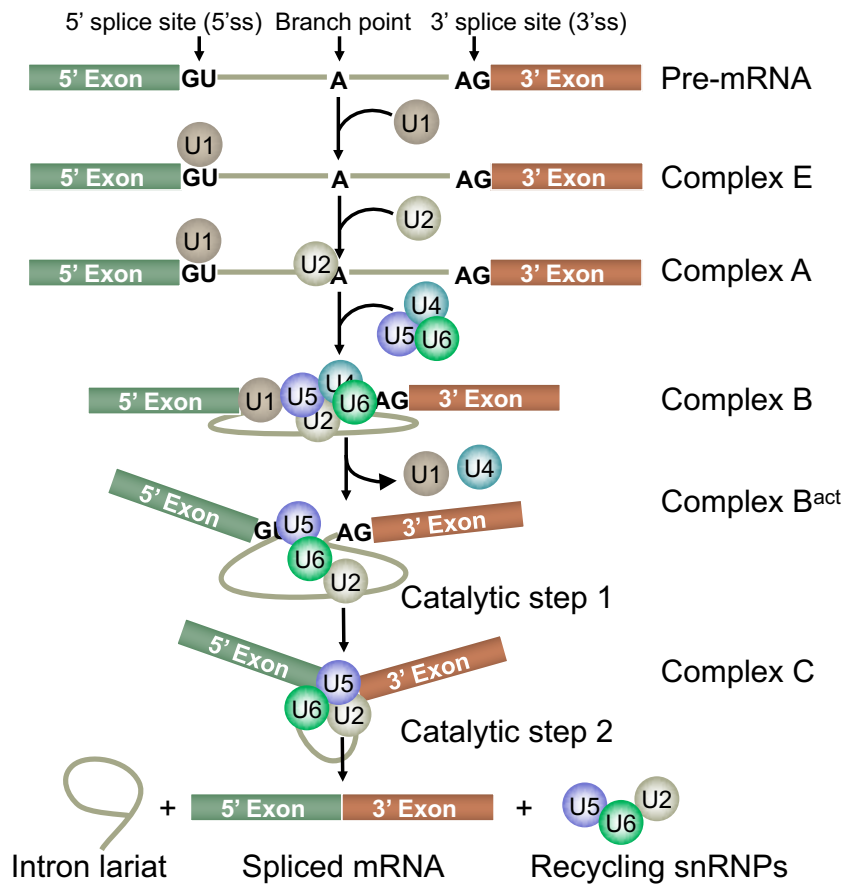 5’ splice site (5’ss) Branch point 3’ splice site (3’ss)
5’ Exon GU A AG 3’ Exon Pre-mRNA
U1
U1
5’ Exon GU A AG 3’ Exon Complex E
U2
U1
5’ Exon GU U2 A AG 3’ Exon Complex A
U4
U5 U6
5’ Exon U1 U5 U4 U6 AG 3’ Exon Complex B
U2
U1 U4
5’ Exon GU U5 AG 3’ Exon Complex Bact
U6
U2
Catalytic step 1
5’ Exon U5 3’ Exon Complex C
U6 U2
Catalytic step 2
+ 5’ Exon 3’ Exon + U5 U6 U2
Intron lariat Spliced mRNA Recycling snRNPs